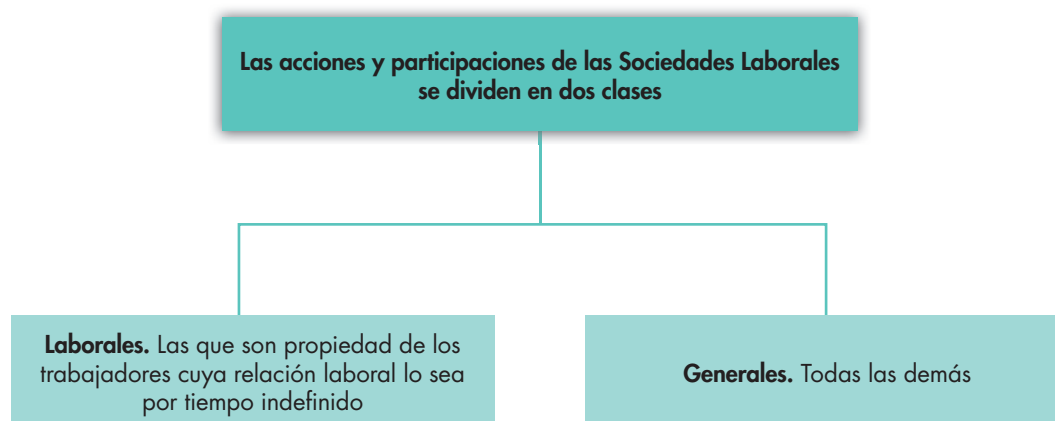 Las acciones y participaciones de las Sociedades Laborales
se dividen en dos clases
Laborales. Las que son propiedad de los
trabajadores cuya relación laboral lo sea
por tiempo indefinido
Generales. Todas las demás